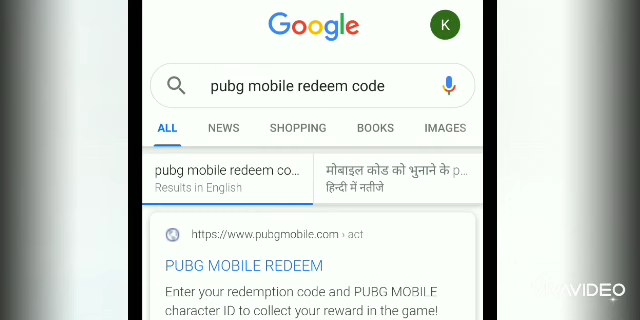 Google
K
pubg mobile redeem code
ALL NEWS SHOPPING BOOKS IMAGES
pubg mobile redeem co... मोबाइल कोड को भुनाने के p...
Results in English हिन्दी में नतीजे
https://www.pubgmobile.com › act
PUBG MOBILE REDEEM
Enter your redemption code and PUBG MOBILE
character ID to collect your reward in the game!